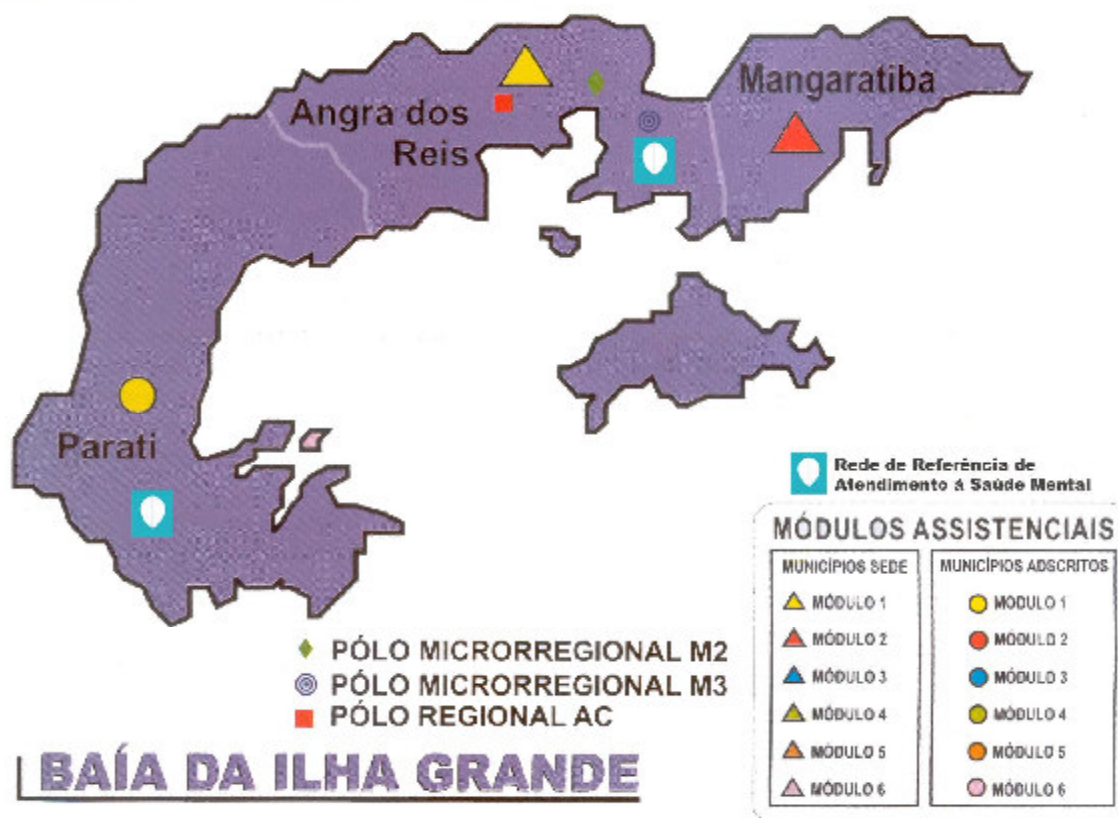 Mangaratiba
Angra dos
Reis
Parati
Rede de Referência de
Atendimento á Saúde Mental
MÓDULOS ASSISTENCIAIS
MUNICÍPIOS SEDE
MÓDULO 1
MÓDULO 2
MÓDULO 3
MÓDULO 4
MÓDULO 5
MÓDULO 6
MUNICÍPIOS ADSCRITOS
MÓDULO 1
MÓDULO 2
MÓDULO 3
MÓDULO 4
MÓDULO 5
MÓDULO 6
PÓLO MICRORREGIONAL M2
PÓLO MICRORREGIONAL M3
PÓLO REGIONAL AC
BAÍA DA ILHA GRANDE